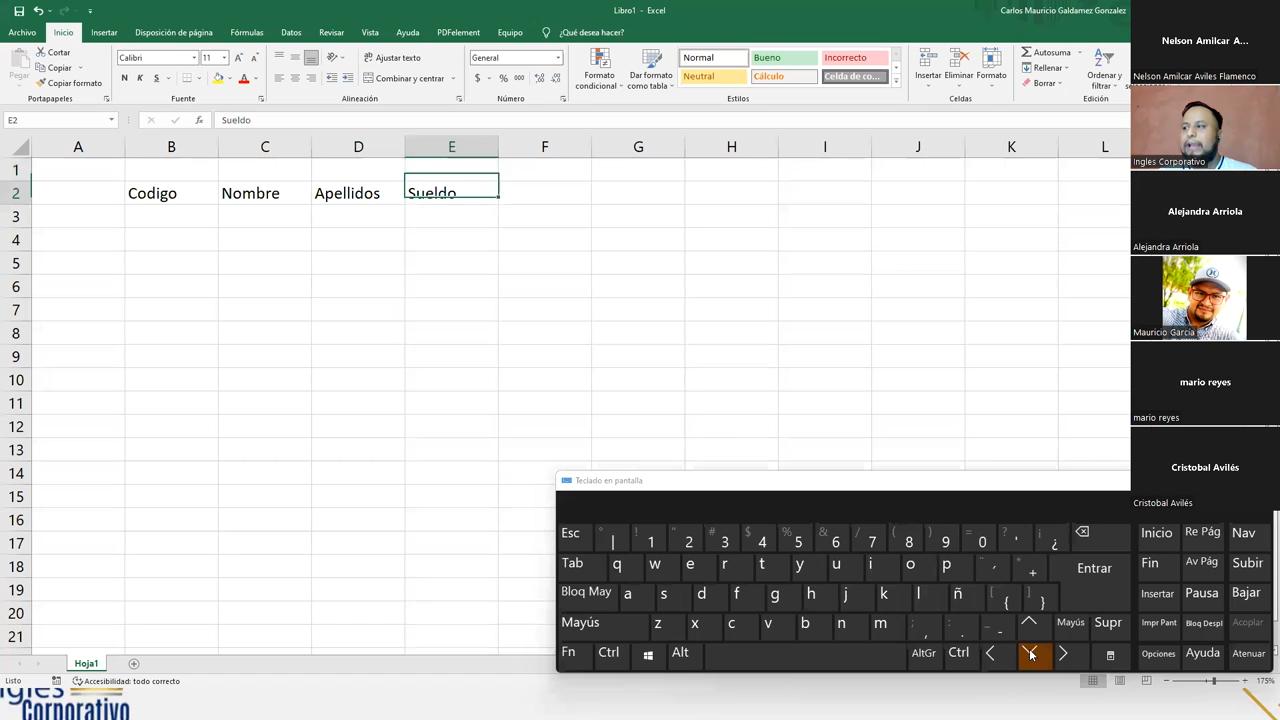 Libro1 - Excel
Carlos Mauricio Galdamez Gonzalez
Archivo Inicio Insertar Disposición de página Fórmulas Datos Revisar Vista Ayuda PDFelement Equipo ¿Qué desea hacer?
Pegar
Cortar
Copiar
Copiar formato
Portapapeles
Calibri 11
N K S
Fuente
Ajustar texto
Combinar y centrar
Alineación
General
$ % 000
Número
Formato condicional
Dar formato como tabla
Normal Bueno Incorrecto
Neutral Cálculo Celda de co...
Estilos
Insertar Eliminar Formato
Celdas
Autosuma
Rellenar
Borrar
Ordenar y filtrar
Edición
E2
fx
Sueldo
A B C D E F G H I J K L
1
2 Codigo Nombre Apellidos Sueldo
3
4
5
6
7
8
9
10
11
12
13
14
15
16
17
18
19
20
21
Teclado en pantalla
Esc ° | ! 1 " 2 # 3 $ 4 % 5 & 6 / 7 ( 8 ) 9 = 0 ? ' ¡ ¿ Inicio Re Pág Nav
Tab q w e r t y u i o p ¨ ´ * + Entrar Fin Av Pág Subir
Bloq May a s d f g h j k l ñ [ { ] } Insertar Pausa Bajar
Mayús z x c v b n m ; , : . _ - Mayús Supr Impr Pant Bloq Despl Acoplar
Fn Ctrl Alt AltGr Ctrl Opciones Ayuda Atenuar
Hoja1
Listo
Accesibilidad: todo correcto
175%
Ingles
Corporativo
Nelson Amilcar A...
Nelson Amilcar Aviles Flamenco
Ingles Corporativo
Alejandra Arriola
Alejandra Arriola
Mauricio García
mario reyes
mario reyes
Cristobal Avilés
Cristobal Avilés